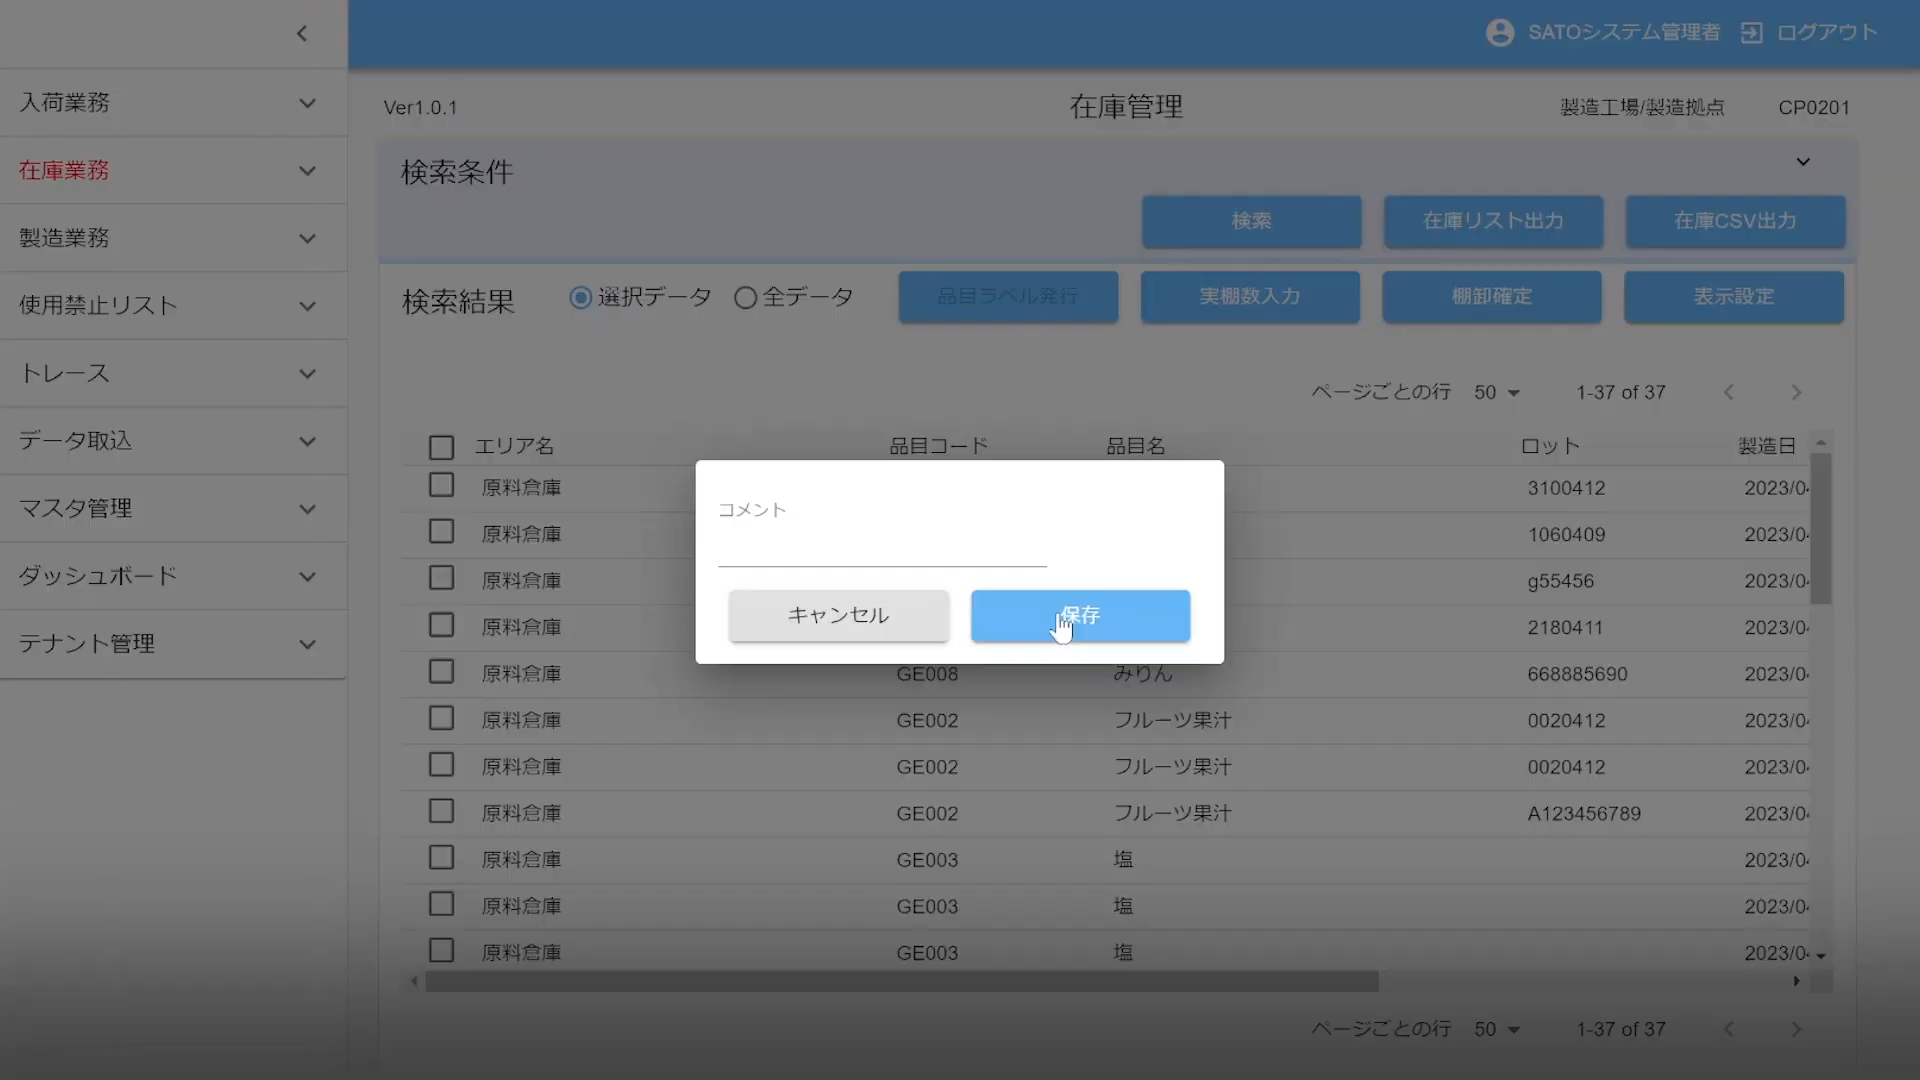 SATOシステム管理者 ログアウト
入荷業務
在庫業務
製造業務
使用禁止リスト
トレース
データ取込
マスタ管理
ダッシュボード
テナント管理
Ver1.0.1 在庫管理 製造工場/製造拠点 CP0201
検索条件
検索 在庫リスト出力 在庫CSV出力
検索結果 選択データ 全データ 品目ラベル発行 実棚数入力 棚卸確定 表示設定
ページごとの行 50 1-37 of 37
エリア名 品目コード 品目名 ロット 製造日
原料倉庫 3100412 2023/04
原料倉庫 1060409 2023/04
原料倉庫 g55456 2023/04
原料倉庫 2180411 2023/04
原料倉庫 GE008 みりん 668885690 2023/04
原料倉庫 GE002 フルーツ果汁 0020412 2023/04
原料倉庫 GE002 フルーツ果汁 0020412 2023/04
原料倉庫 GE002 フルーツ果汁 A123456789 2023/04
原料倉庫 GE003 塩 2023/04
原料倉庫 GE003 塩 2023/04
原料倉庫 GE003 塩 2023/04
ページごとの行 50 1-37 of 37
コメント
キャンセル 保存